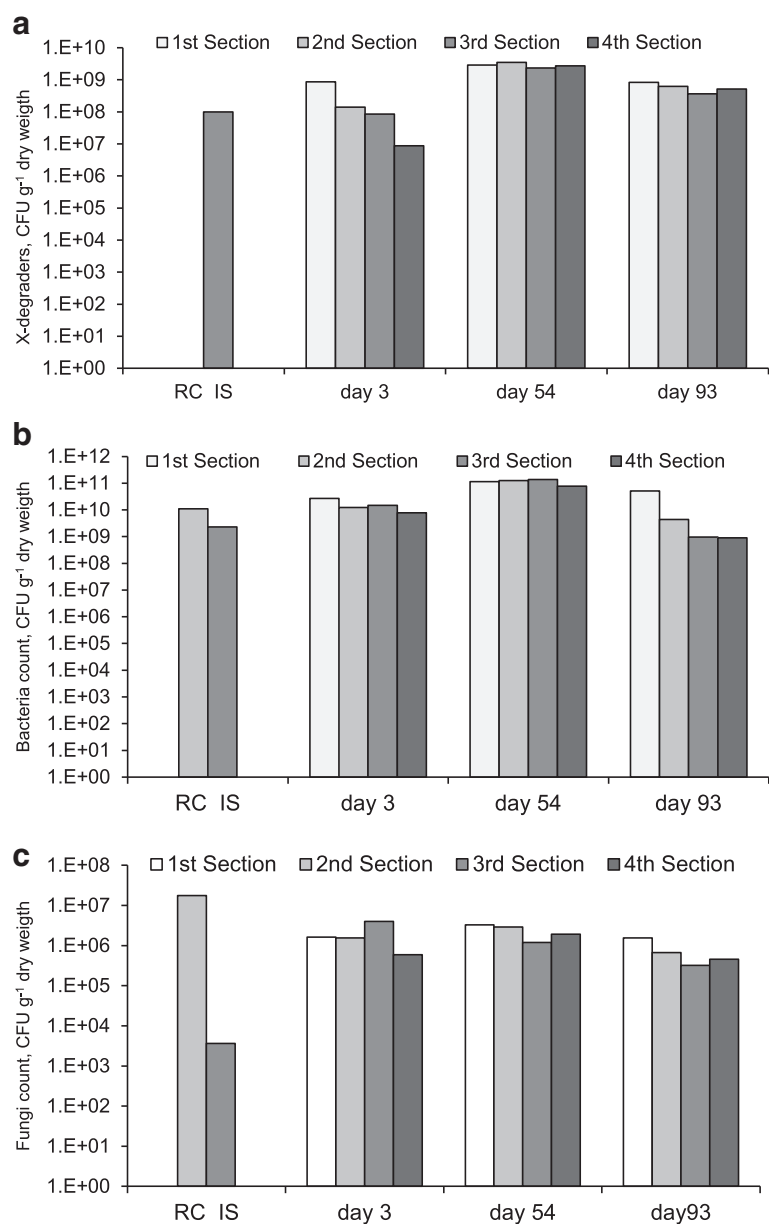 a
1st Section 2nd Section 3rd Section 4th Section
X-degraders, CFU g⁻¹ dry weigth
1.E+10
1.E+09
1.E+08
1.E+07
1.E+06
1.E+05
1.E+04
1.E+03
1.E+02
1.E+01
1.E+00
RC IS day 3 day 54 day 93
b
1st Section 2nd Section 3rd Section 4th Section
Bacteria count, CFU g⁻¹ dry weigth
1.E+12
1.E+11
1.E+10
1.E+09
1.E+08
1.E+07
1.E+06
1.E+05
1.E+04
1.E+03
1.E+02
1.E+01
1.E+00
RC IS day 3 day 54 day 93
c
1st Section 2nd Section 3rd Section 4th Section
Fungi count, CFU g⁻¹ dry weigth
1.E+08
1.E+07
1.E+06
1.E+05
1.E+04
1.E+03
1.E+02
1.E+01
1.E+00
RC IS day 3 day 54 day93